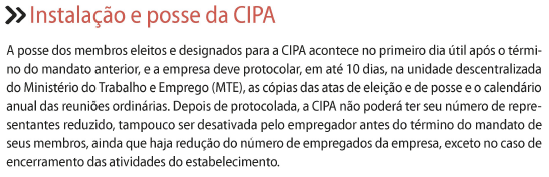 Instalação e posse da CIPA
A posse dos membros eleitos e designados para a CIPA acontece no primeiro dia útil após o térmi-
no do mandato anterior, e a empresa deve protocolar, em até 10 dias, na unidade descentralizada
do Ministério do Trabalho e Emprego (MTE), as cópias das atas de eleição e de posse e o calendário
anual das reuniões ordinárias. Depois de protocolada, a CIPA não poderá ter seu número de repre-
sentantes reduzido, tampouco ser desativada pelo empregador antes do término do mandato de
seus membros, ainda que haja redução do número de empregados da empresa, exceto no caso de
encerramento das atividades do estabelecimento.